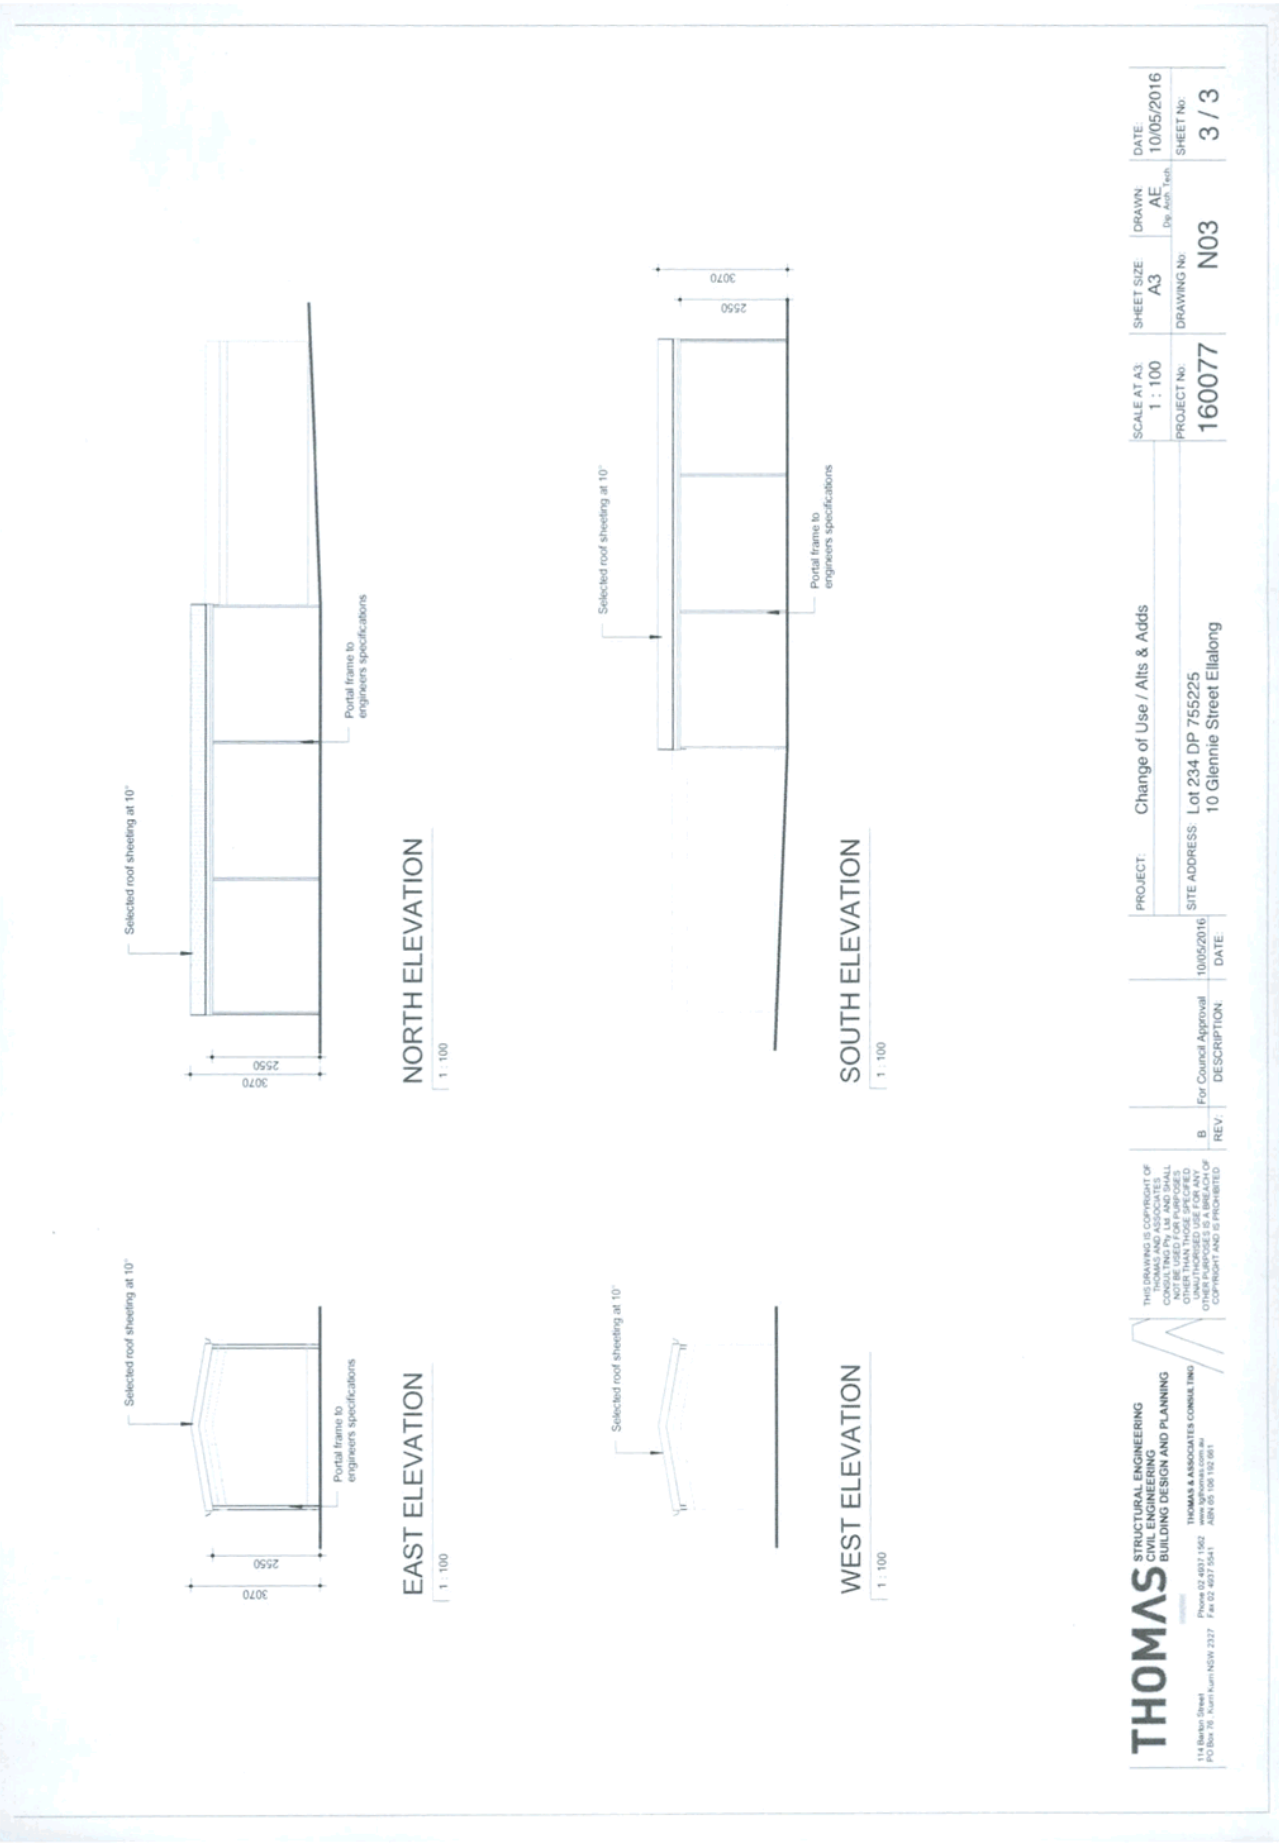 Selected roof sheeting at 10°
3070
2550
Portal frame to
engineers specifications
EAST ELEVATION
1 : 100
Selected roof sheeting at 10°
3070
2550
Portal frame to
engineers specifications
NORTH ELEVATION
1 : 100
Selected roof sheeting at 10°
WEST ELEVATION
1 : 100
Selected roof sheeting at 10°
3070
2550
Portal frame to
engineers specifications
SOUTH ELEVATION
1 : 100
THOMAS
STRUCTURAL ENGINEERING
CIVIL ENGINEERING
BUILDING DESIGN AND PLANNING
114 Barton Street
PO Box 76 , Kurri Kurri NSW 2327
Phone 02 4937 1562
Fax 02 4937 5541
THOMAS & ASSOCIATES CONSULTING
ABN 05 106 192 661
THIS DRAWING IS COPYRIGHT OF
THOMAS AND ASSOCIATES
CONSULTING Pty. Ltd. AND SHALL
NOT BE USED FOR PURPOSES
OTHER THAN THOSE SPECIFIED
UNAUTHORISED USE FOR ANY
OTHER PURPOSES IS A BREACH OF
COPYRIGHT AND IS PROHIBITED
B For Council Approval 10/05/2016
REV: DESCRIPTION: DATE:
PROJECT: Change of Use / Alts & Adds
SITE ADDRESS: Lot 234 DP 755225
10 Glennie Street Ellalong
SCALE AT A3:
1 : 100
SHEET SIZE:
A3
DRAWN:
AE
Dip. Arch. Tech.
DATE:
10/05/2016
PROJECT No:
160077
DRAWING No:
N03
SHEET No:
3 / 3